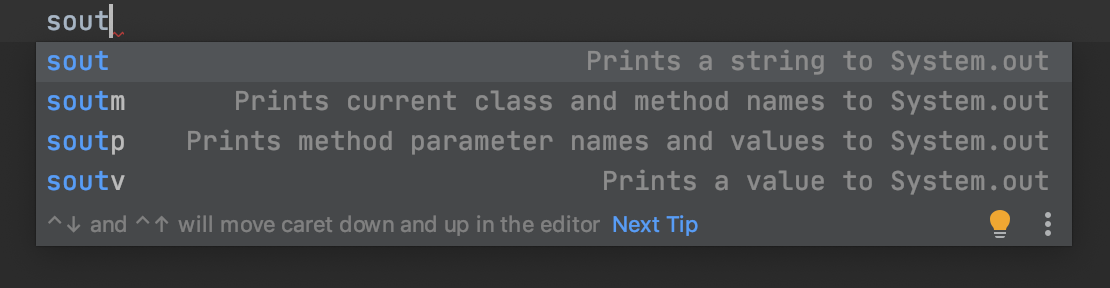 sout
sout Prints a string to System.out
soutm Prints current class and method names to System.out
soutp Prints method parameter names and values to System.out
soutv Prints a value to System.out
^↓ and ^↑ will move caret down and up in the editor Next Tip